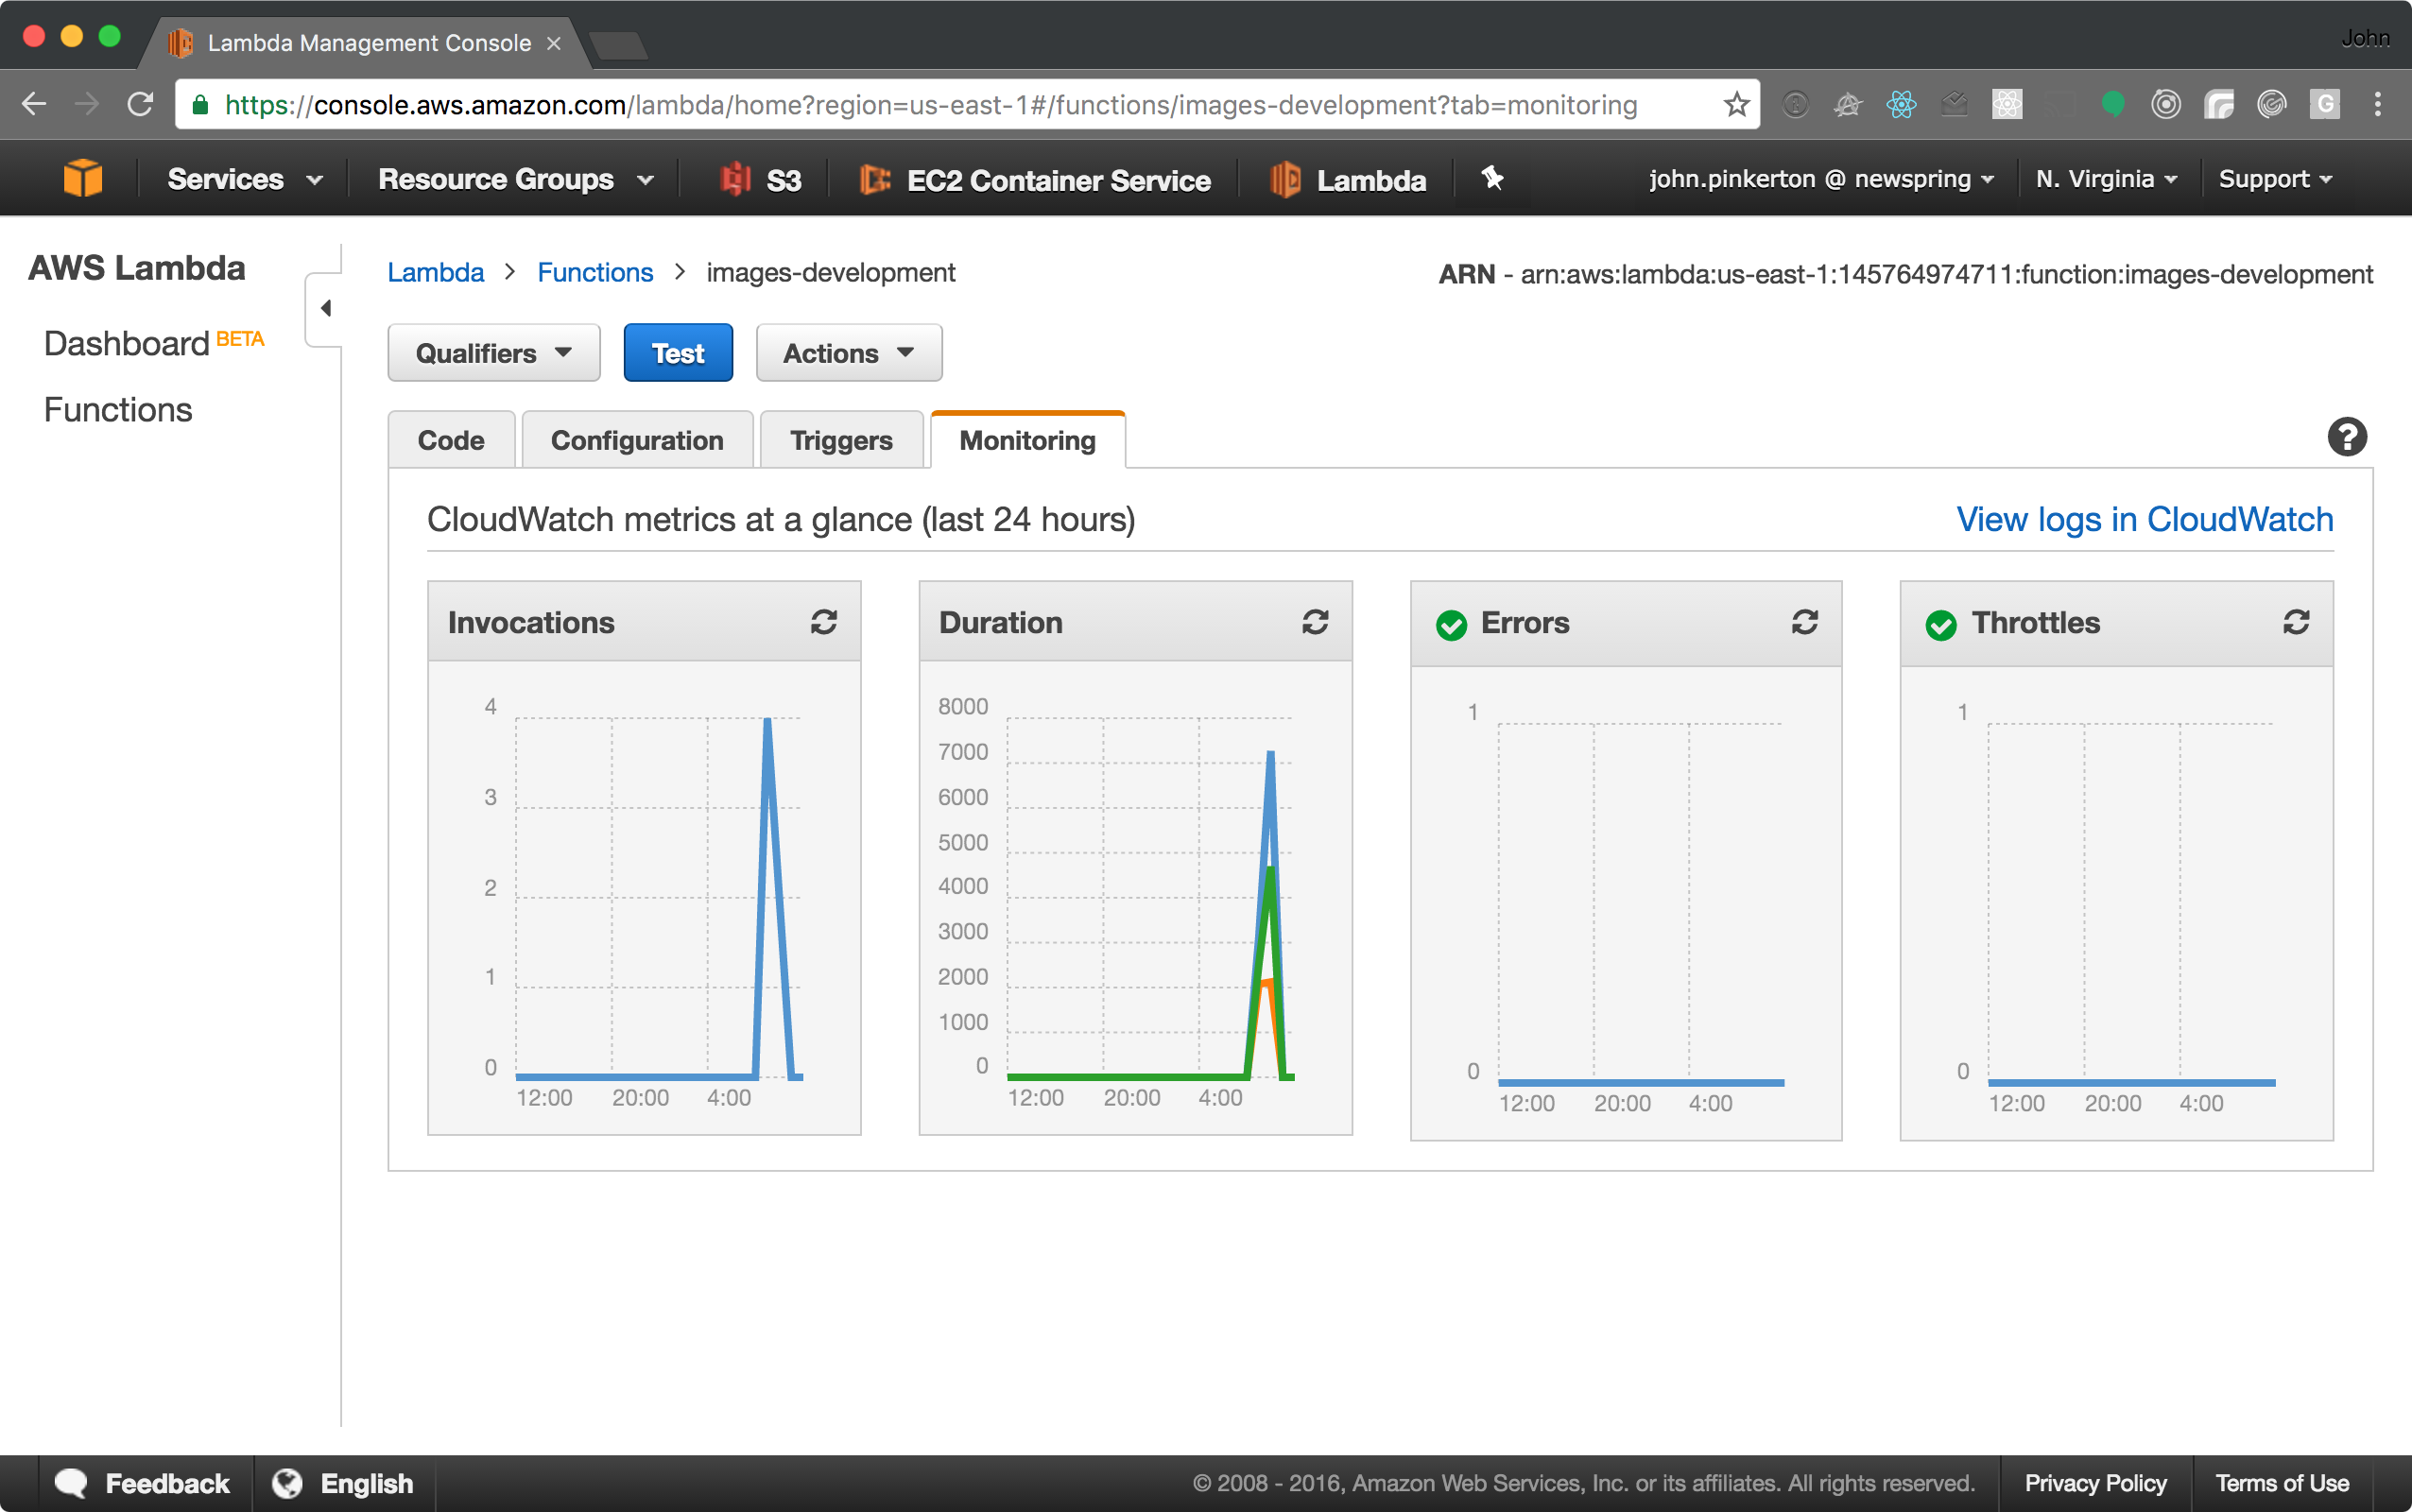 Lambda Management Console
John
https://console.aws.amazon.com/lambda/home?region=us-east-1#/functions/images-development?tab=monitoring
G
Services Resource Groups S3 EC2 Container Service Lambda john.pinkerton @ newspring N. Virginia Support
AWS Lambda
Dashboard BETA
Functions
Lambda > Functions > images-development
ARN - arn:aws:lambda:us-east-1:145764974711:function:images-development
Qualifiers Test Actions
Code Configuration Triggers Monitoring
?
CloudWatch metrics at a glance (last 24 hours) View logs in CloudWatch
Invocations
4
3
2
1
0
12:00 20:00 4:00
Duration
8000
7000
6000
5000
4000
3000
2000
1000
0
12:00 20:00 4:00
Errors
1
0
12:00 20:00 4:00
Throttles
1
0
12:00 20:00 4:00
Feedback English © 2008 - 2016, Amazon Web Services, Inc. or its affiliates. All rights reserved. Privacy Policy Terms of Use